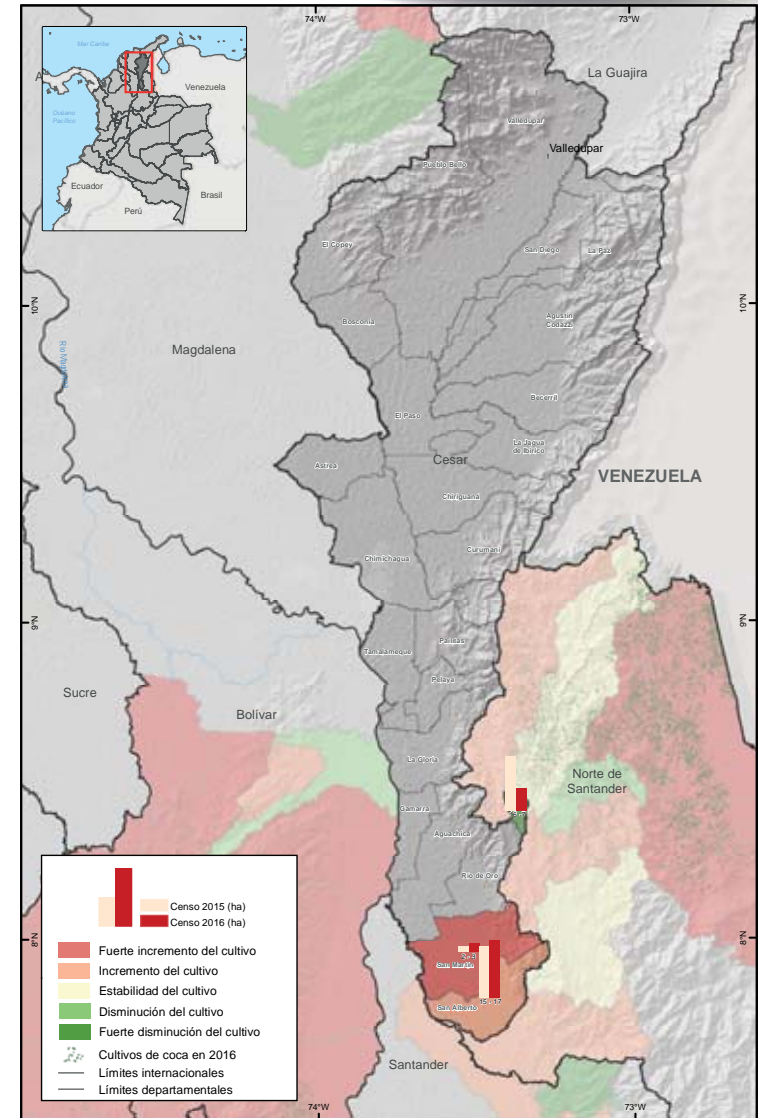 74°W
73°W
Mar Caribe
Venezuela
Océano
Pacífico
Ecuador
Perú
Brasil
La Guajira
Valledupar
Valledupar
Pueblo Bello
El Copey
San Diego
La Paz
10°N
10°N
Bosconia
Agustín
Codazzi
Magdalena
Becerril
El Paso
La Jagua
de Ibirico
Cesar
Astrea
VENEZUELA
Chiriguaná
Curumaní
Chimichagua
9°N
9°N
Pailitas
Tamalameque
Pelaya
Sucre
Bolívar
La Gloria
Norte de
Santander
Gamarra
Aguachica
Río de Oro
8°N
8°N
San Martín
15 - 17
San Alberto
Santander
Censo 2015 (ha)
Censo 2016 (ha)
Fuerte incremento del cultivo
Incremento del cultivo
Estabilidad del cultivo
Disminución del cultivo
Fuerte disminución del cultivo
Cultivos de coca en 2016
Límites internacionales
Límites departamentales
74°W
73°W